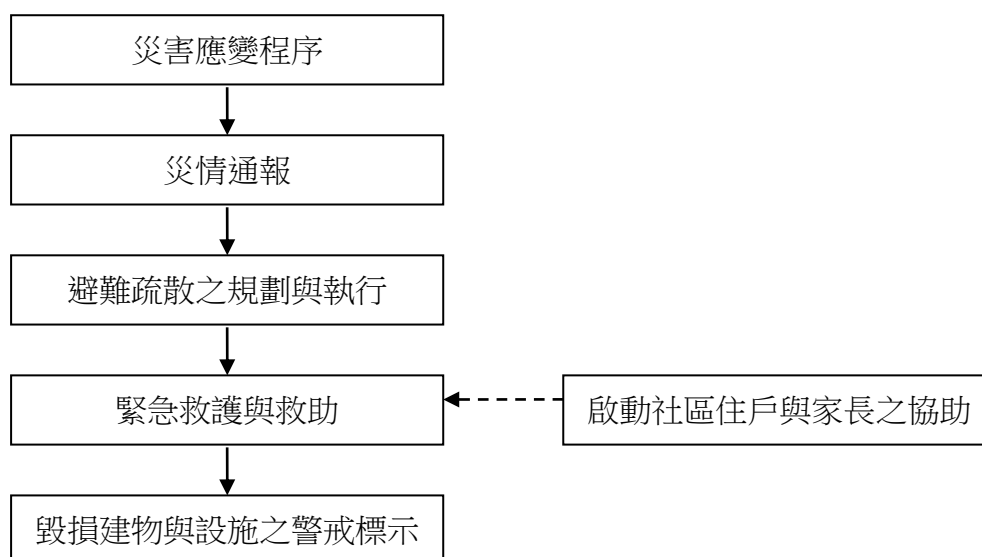 災害應變程序
災情通報
避難疏散之規劃與執行
緊急救護與救助
啟動社區住戶與家長之協助
毀損建物與設施之警戒標示